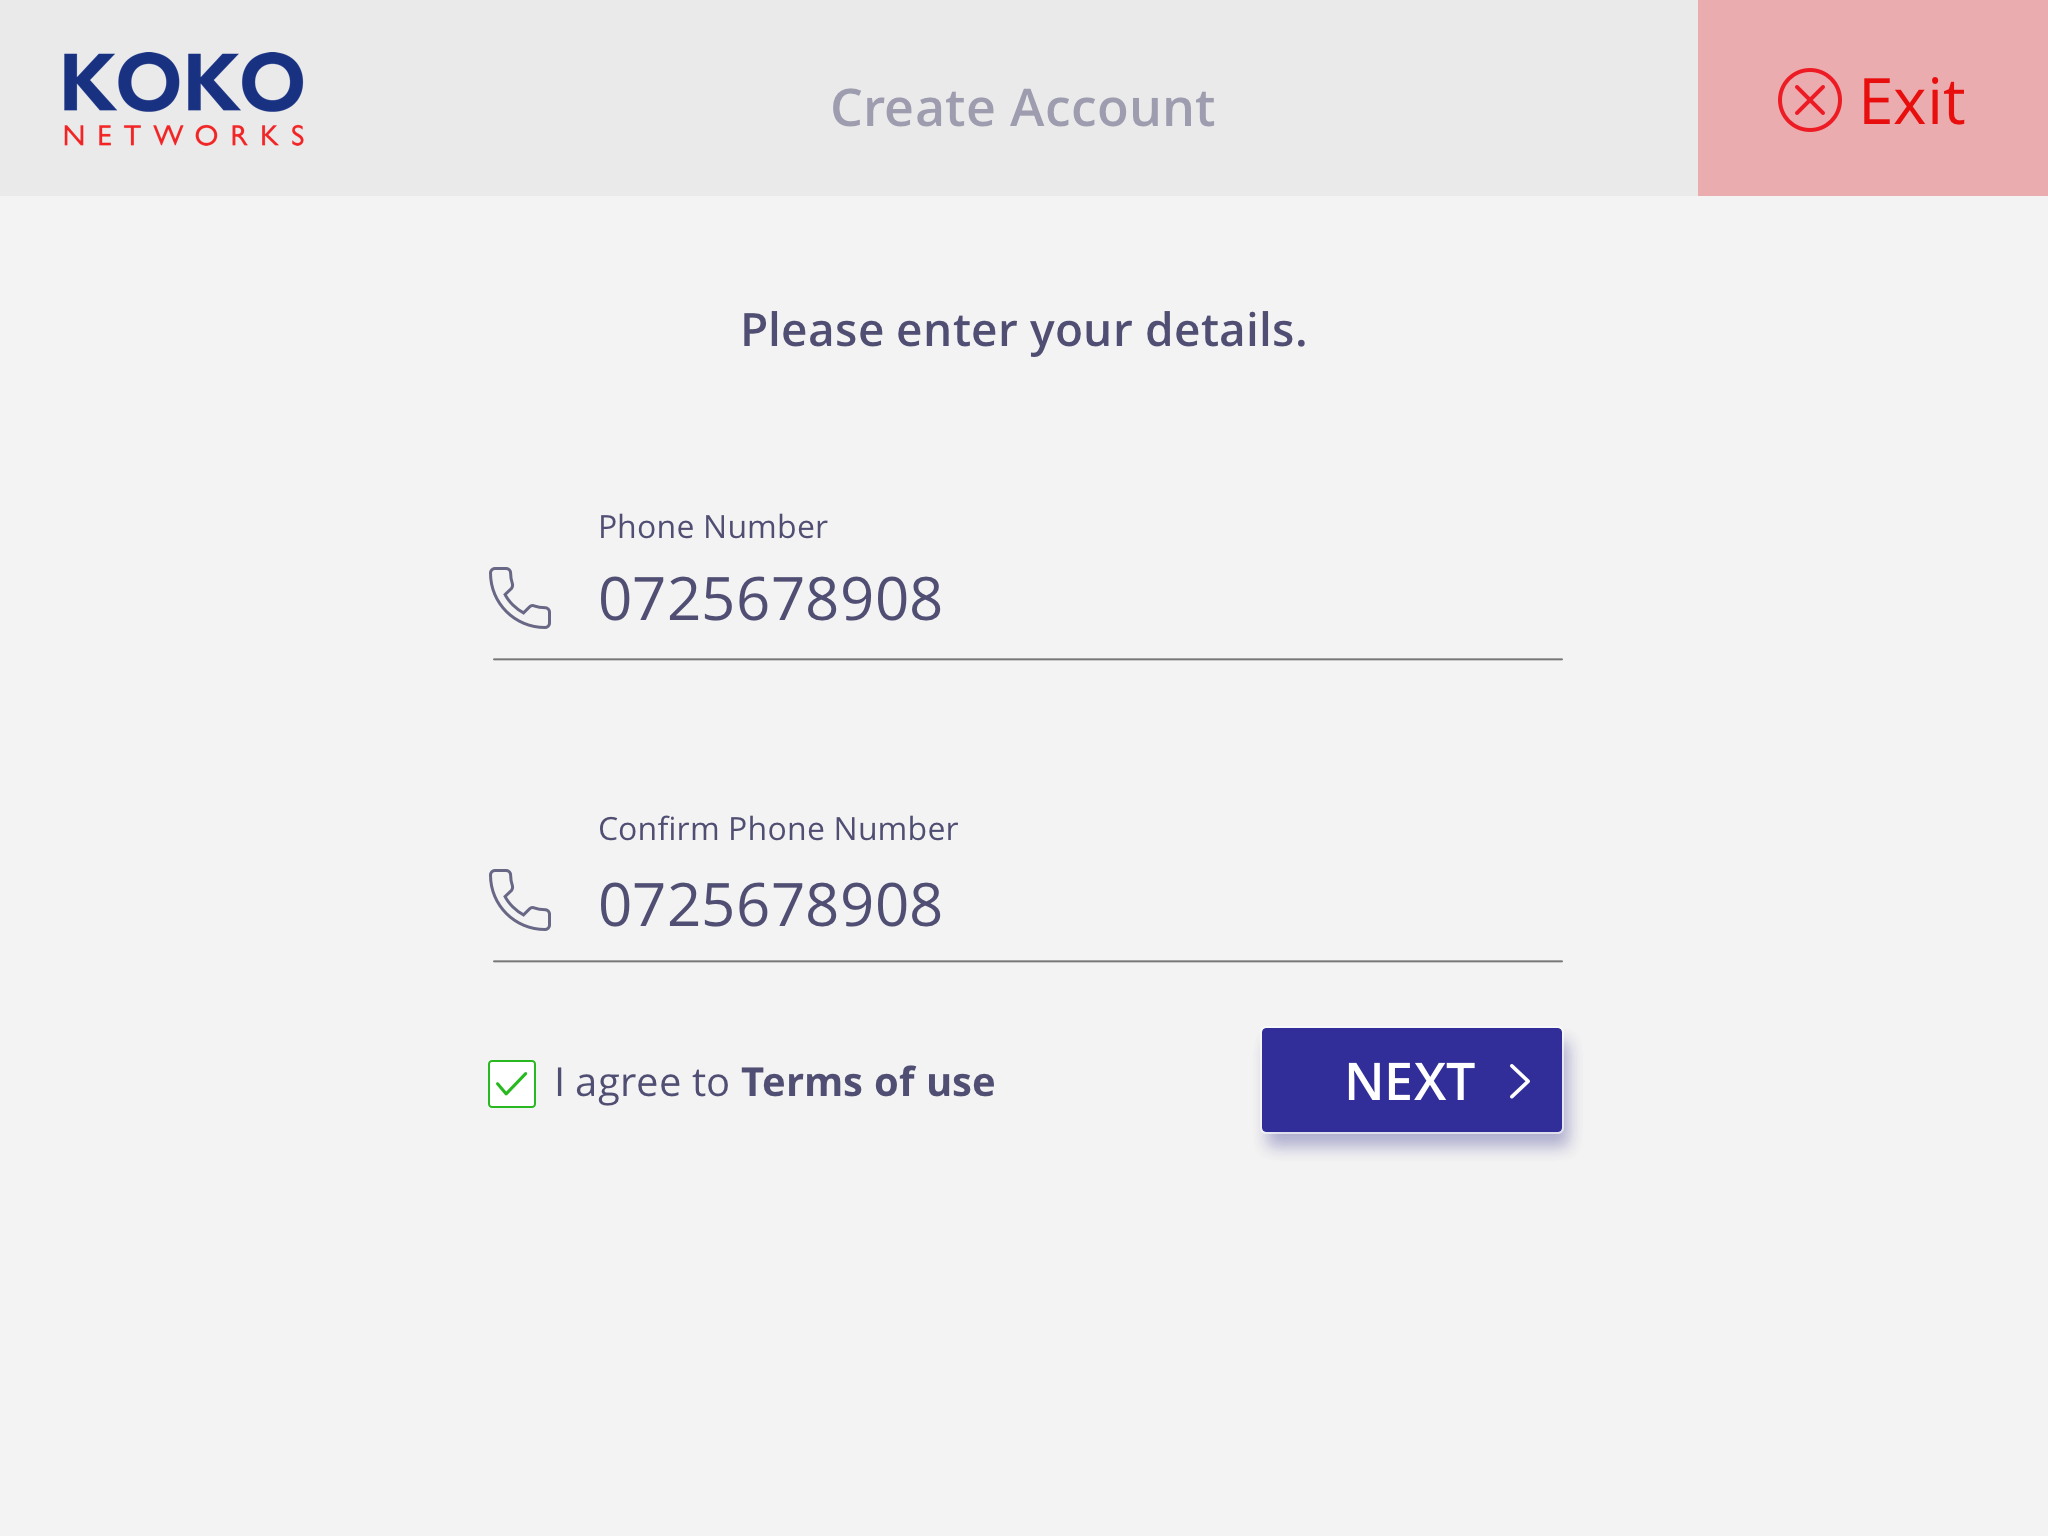 KOKO
NETWORKS
Create Account
Exit
Please enter your details.
Phone Number
0725678908
Confirm Phone Number
0725678908
I agree to Terms of use
NEXT